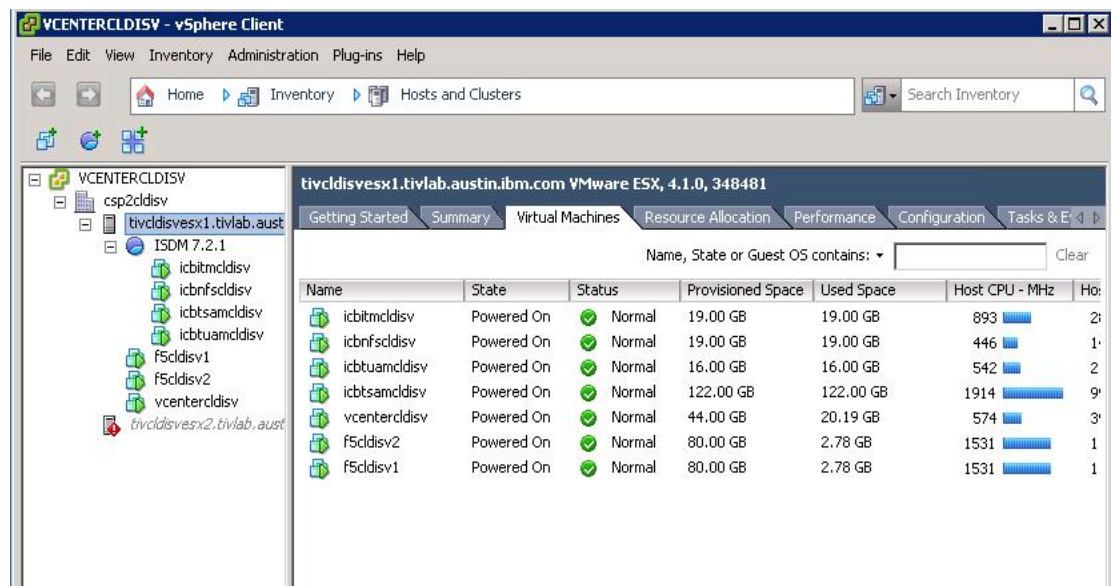 VCENTERCLDISV - vSphere Client
File Edit View Inventory Administration Plug-ins Help
Home Inventory Hosts and Clusters
Search Inventory
VCENTERCLDISV
csp2cldisv
tivcldisvesx1.tivlab.aust
ISDM 7.2.1
icbitmcldisv
icbnfscldisv
icbtsamcldisv
icbtuamcldisv
f5cldisv1
f5cldisv2
vcentercldisv
tivcldisvesx2.tivlab.aust
tivcldisvesx1.tivlab.austin.ibm.com VMware ESX, 4.1.0, 348481
Getting Started Summary Virtual Machines Resource Allocation Performance Configuration Tasks & E
Name, State or Guest OS contains: Clear
Name State Status Provisioned Space Used Space Host CPU - MHz Ho
icbitmcldisv Powered On Normal 19.00 GB 19.00 GB 893 2
icbnfscldisv Powered On Normal 19.00 GB 19.00 GB 446 1
icbtuamcldisv Powered On Normal 16.00 GB 16.00 GB 542 2
icbtsamcldisv Powered On Normal 122.00 GB 122.00 GB 1914 9
vcentercldisv Powered On Normal 44.00 GB 20.19 GB 574 3
f5cldisv2 Powered On Normal 80.00 GB 2.78 GB 1531 1
f5cldisv1 Powered On Normal 80.00 GB 2.78 GB 1531 1